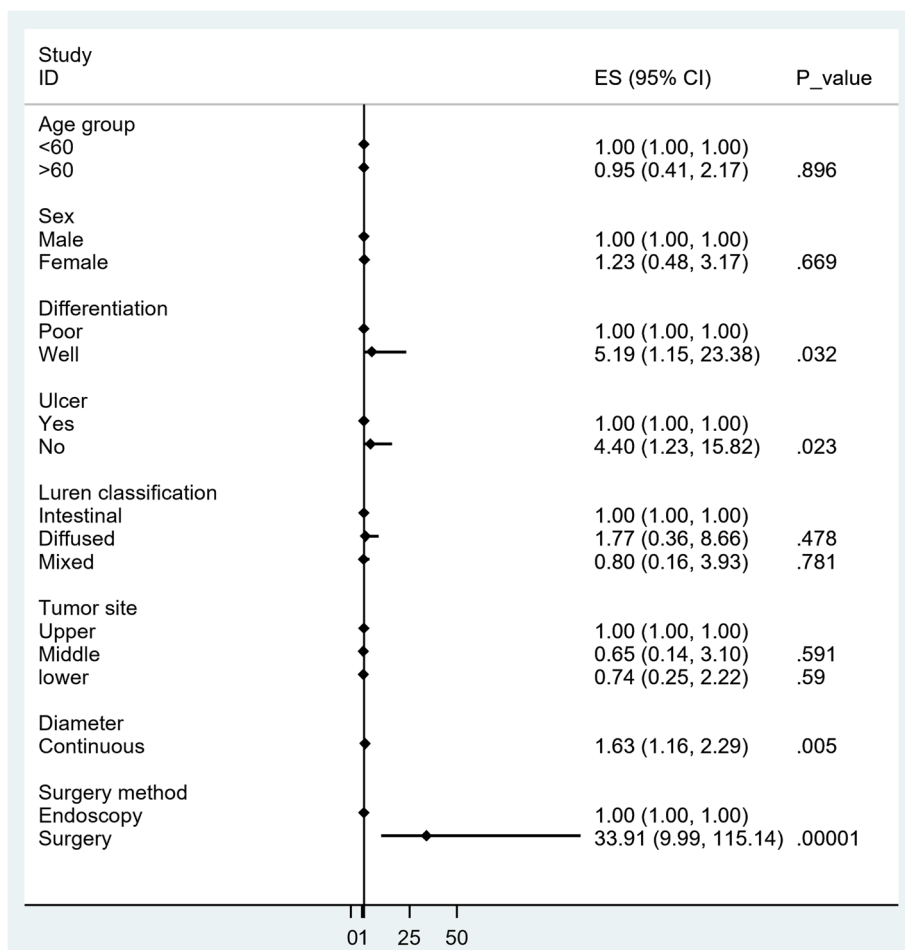 Study
ID ES (95% CI) P_value
Age group
<60 1.00 (1.00, 1.00)
>60 0.95 (0.41, 2.17) .896
Sex
Male 1.00 (1.00, 1.00)
Female 1.23 (0.48, 3.17) .669
Differentiation
Poor 1.00 (1.00, 1.00)
Well 5.19 (1.15, 23.38) .032
Ulcer
Yes 1.00 (1.00, 1.00)
No 4.40 (1.23, 15.82) .023
Luren classification
Intestinal 1.00 (1.00, 1.00)
Diffused 1.77 (0.36, 8.66) .478
Mixed 0.80 (0.16, 3.93) .781
Tumor site
Upper 1.00 (1.00, 1.00)
Middle 0.65 (0.14, 3.10) .591
lower 0.74 (0.25, 2.22) .59
Diameter
Continuous 1.63 (1.16, 2.29) .005
Surgery method
Endoscopy 1.00 (1.00, 1.00)
Surgery 33.91 (9.99, 115.14) .00001
01 25 50